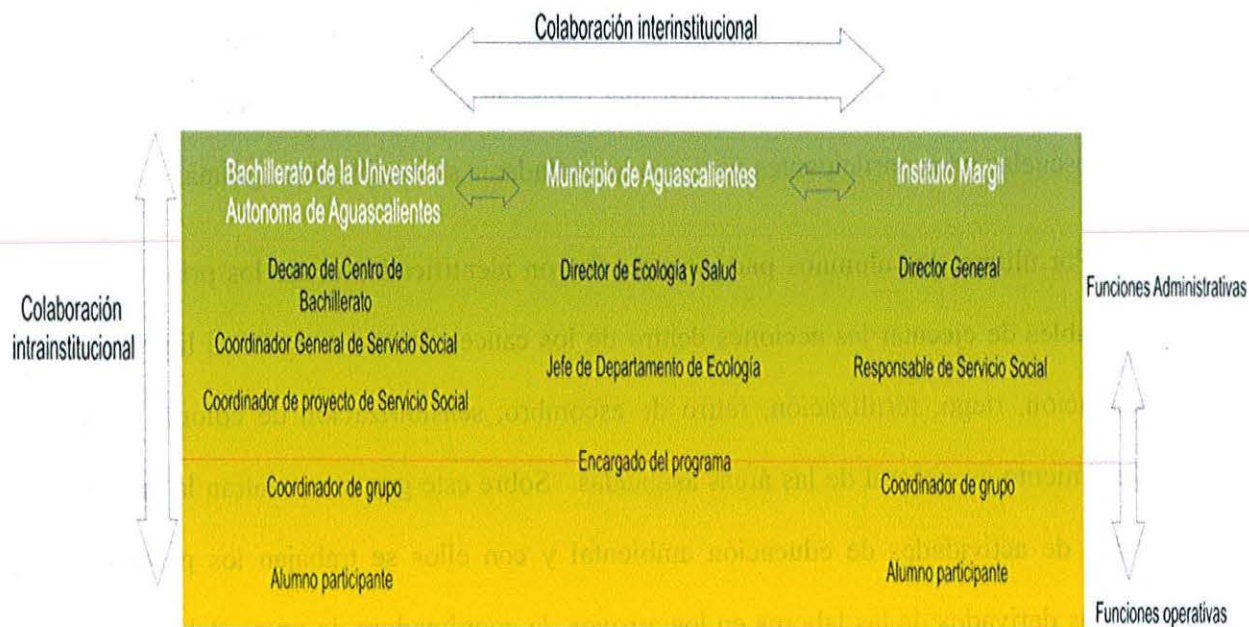 Colaboración interinstitucional
Bachillerato de la Universidad
Autonoma de Aguascalientes
Municipio de Aguascalientes
Instituto Margil
Decano del Centro de
Bachillerato
Director de Ecología y Salud
Director General
Funciones Administrativas
Colaboración
intrainstitucional
Coordinador General de Servicio Social
Jefe de Departamento de Ecología
Responsable de Servicio Social
Coordinador de proyecto de Servicio Social
Encargado del programa
Coordinador de grupo
Coordinador de grupo
Alumno participante
Alumno participante
Funciones operativas